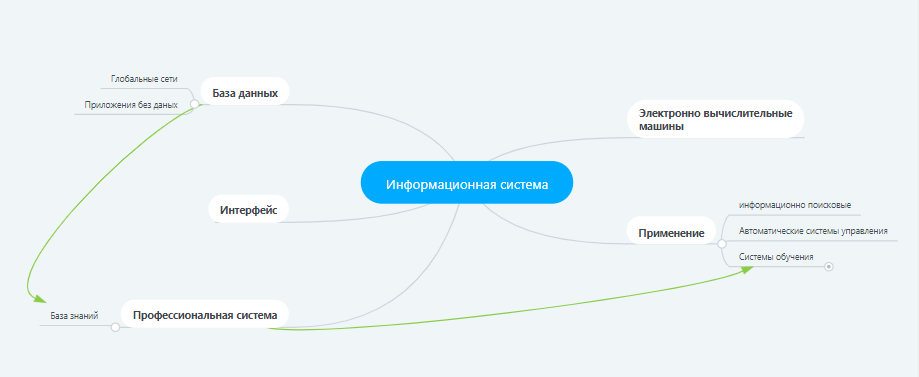 Глобальные сети
База данных
Приложения без даных
Электронно вычислительные
машины
Информационная система
Интерфейс
информационно поисковые
Применение
Автоматические системы управления
Системы обучения
База знаний
Профессиональная система